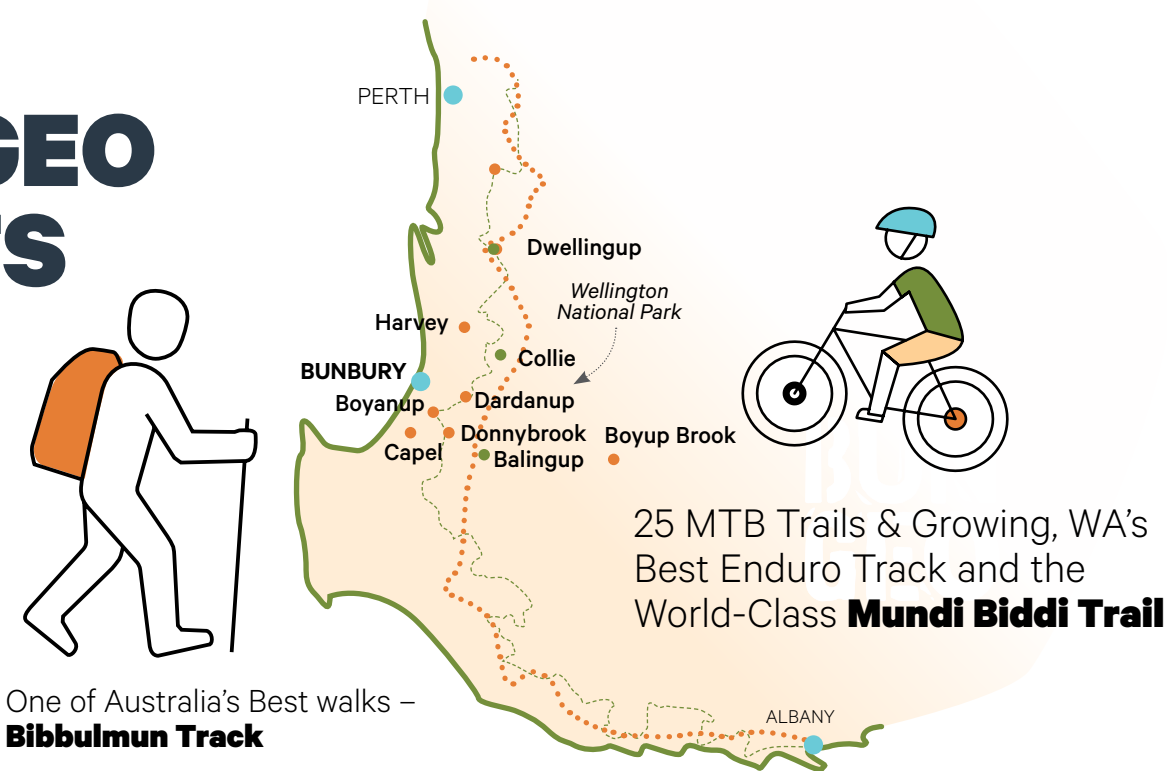 GEO
S
PERTH
Dwellingup
Wellington
National Park
Harvey
Collie
BUNBURY
Dardanup
Boyanup
Donnybrook
Boyup Brook
Capel
Balingup
25 MTB Trails & Growing, WA’s
Best Enduro Track and the
World-Class Mundi Biddi Trail
One of Australia’s Best walks –
Bibbulmun Track
ALBANY